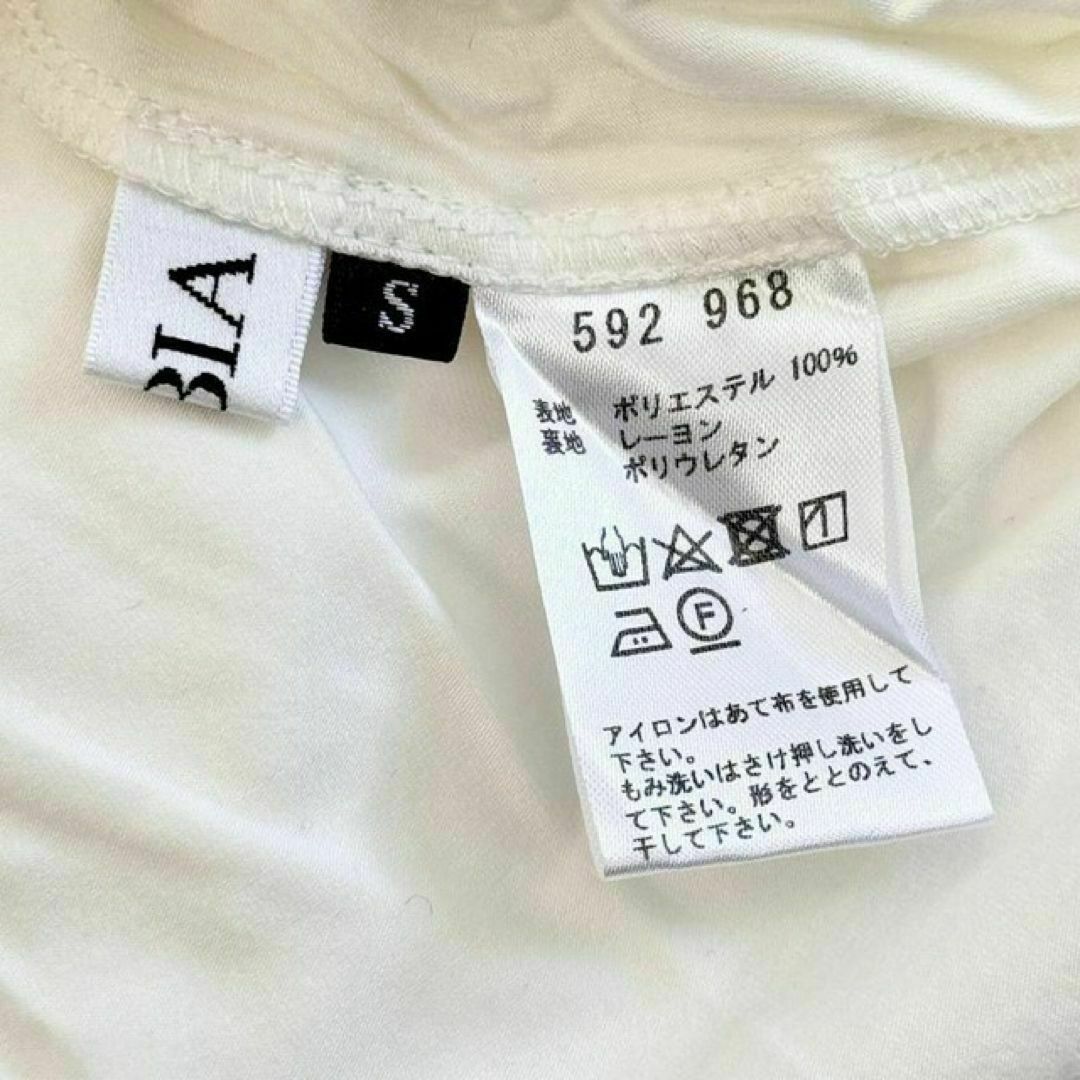 BIA
S
592 968
表地 ポリエステル 100%
裏地 レーヨン
ポリウレタン
F
アイロンはあて布を使用して
下さい。
もみ洗いはさけ押し洗いをし
て下さい。形をととのえて、
干して下さい。